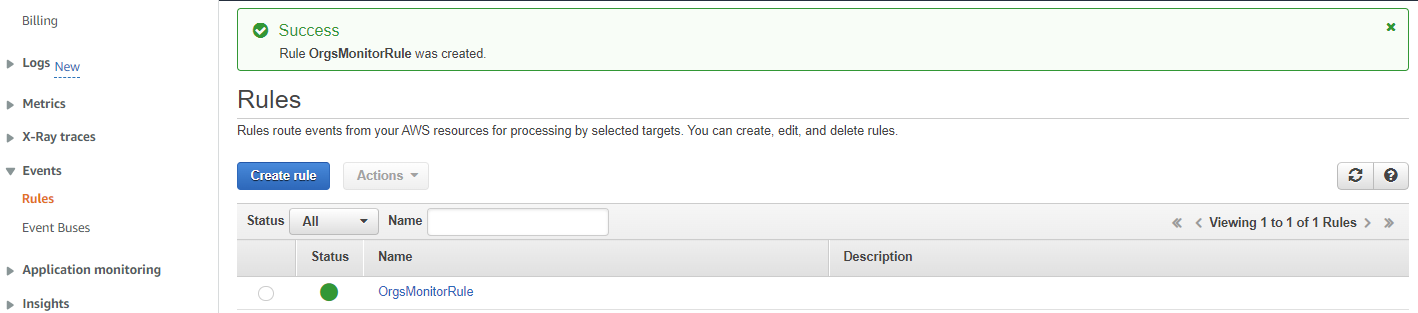 Billing
Logs New
Metrics
X-Ray traces
Events
Rules
Event Buses
Application monitoring
Insights
Success
Rule OrgsMonitorRule was created.
Rules
Rules route events from your AWS resources for processing by selected targets. You can create, edit, and delete rules.
Create rule Actions
Status All Name Viewing 1 to 1 of 1 Rules
Status Name Description
OrgsMonitorRule